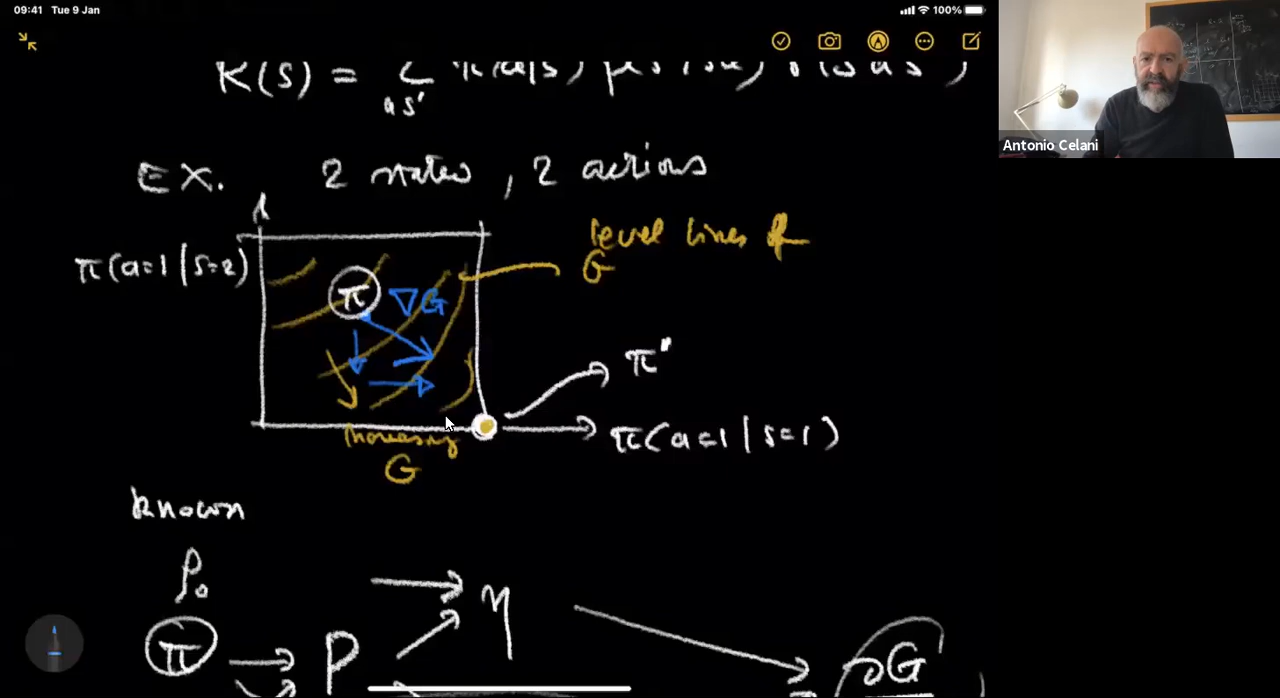 09:41 Tue 9 Jan
100%
K(s) = Σ
as'
Antonio Celani
EX. 2 states, 2 actions
π(a=1|s=2)
level lines of
G
π
∇G
π*
π(a=1|s=1)
increasing
G
known
ρ₀
η
π
P
∂G